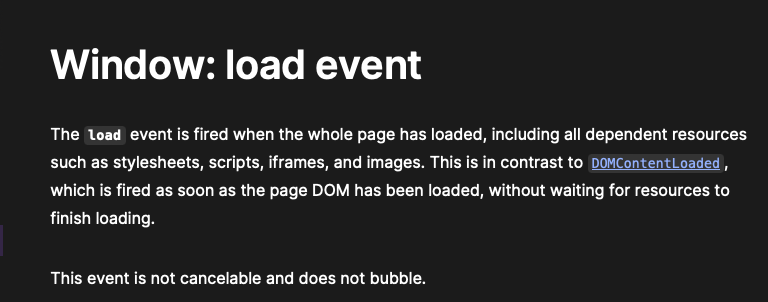 Window: load event
The load event is fired when the whole page has loaded, including all dependent resources
such as stylesheets, scripts, iframes, and images. This is in contrast to DOMContentLoaded,
which is fired as soon as the page DOM has been loaded, without waiting for resources to
finish loading.
This event is not cancelable and does not bubble.